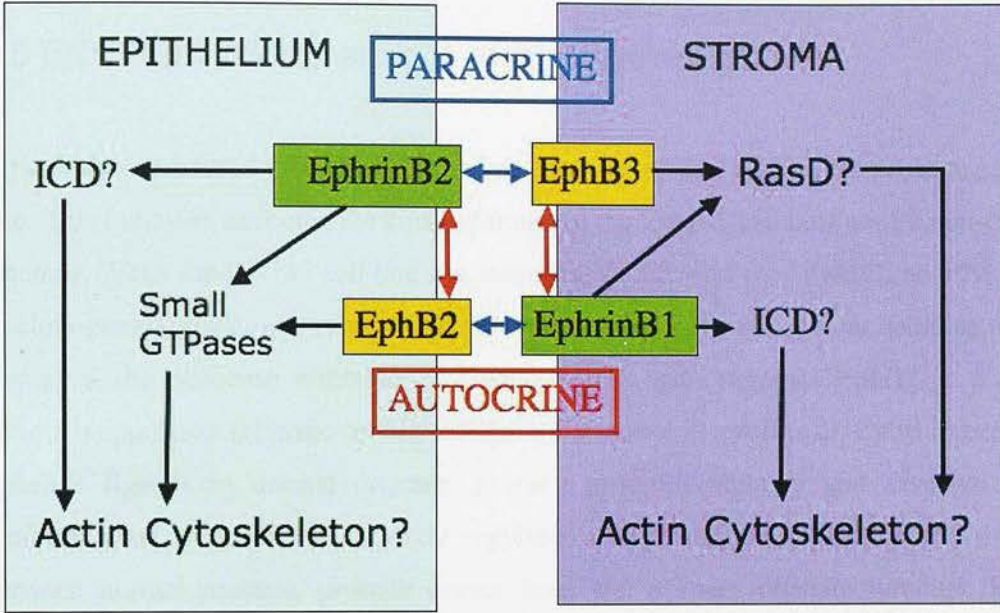 EPITHELIUM
PARACRINE
STROMA
ICD?
EphrinB2
EphB3
RasD?
Small
GTPases
EphB2
EphrinB1
ICD?
AUTOCRINE
Actin Cytoskeleton?
Actin Cytoskeleton?